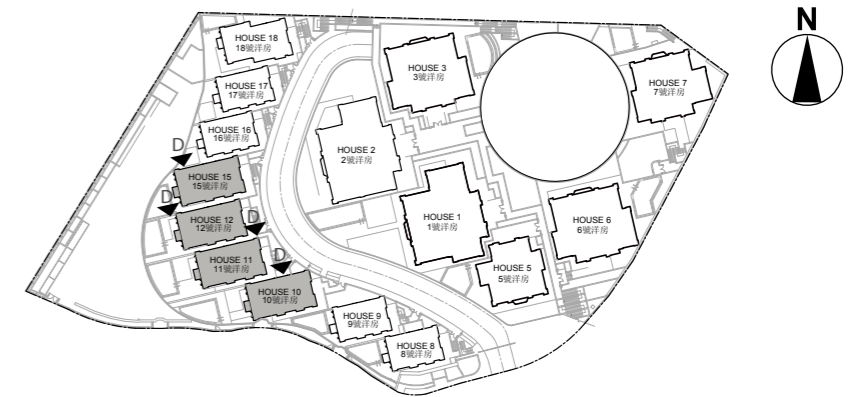 N
HOUSE 18
18號洋房
HOUSE 3
3號洋房
HOUSE 7
7號洋房
HOUSE 17
17號洋房
HOUSE 16
16號洋房
D
HOUSE 2
2號洋房
HOUSE 15
15號洋房
D
HOUSE 12
12號洋房
D
HOUSE 1
1號洋房
HOUSE 6
6號洋房
HOUSE 11
11號洋房
D
HOUSE 5
5號洋房
HOUSE 10
10號洋房
HOUSE 9
9號洋房
HOUSE 8
8號洋房